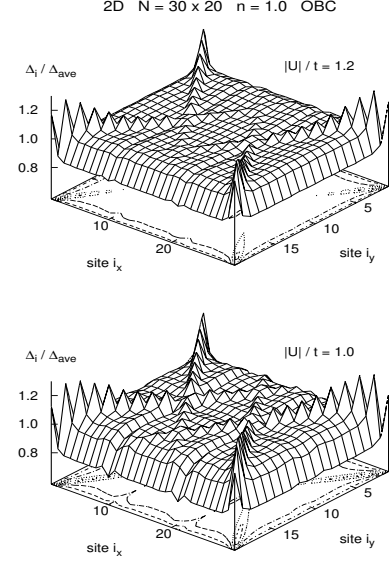 2D N = 30 x 20 n = 1.0 OBC
Δi / Δave
|U| / t = 1.2
1.2
1.0
0.8
10
20
site ix
15
10
5
site iy
Δi / Δave
|U| / t = 1.0
1.2
1.0
0.8
10
20
site ix
15
10
5
site iy